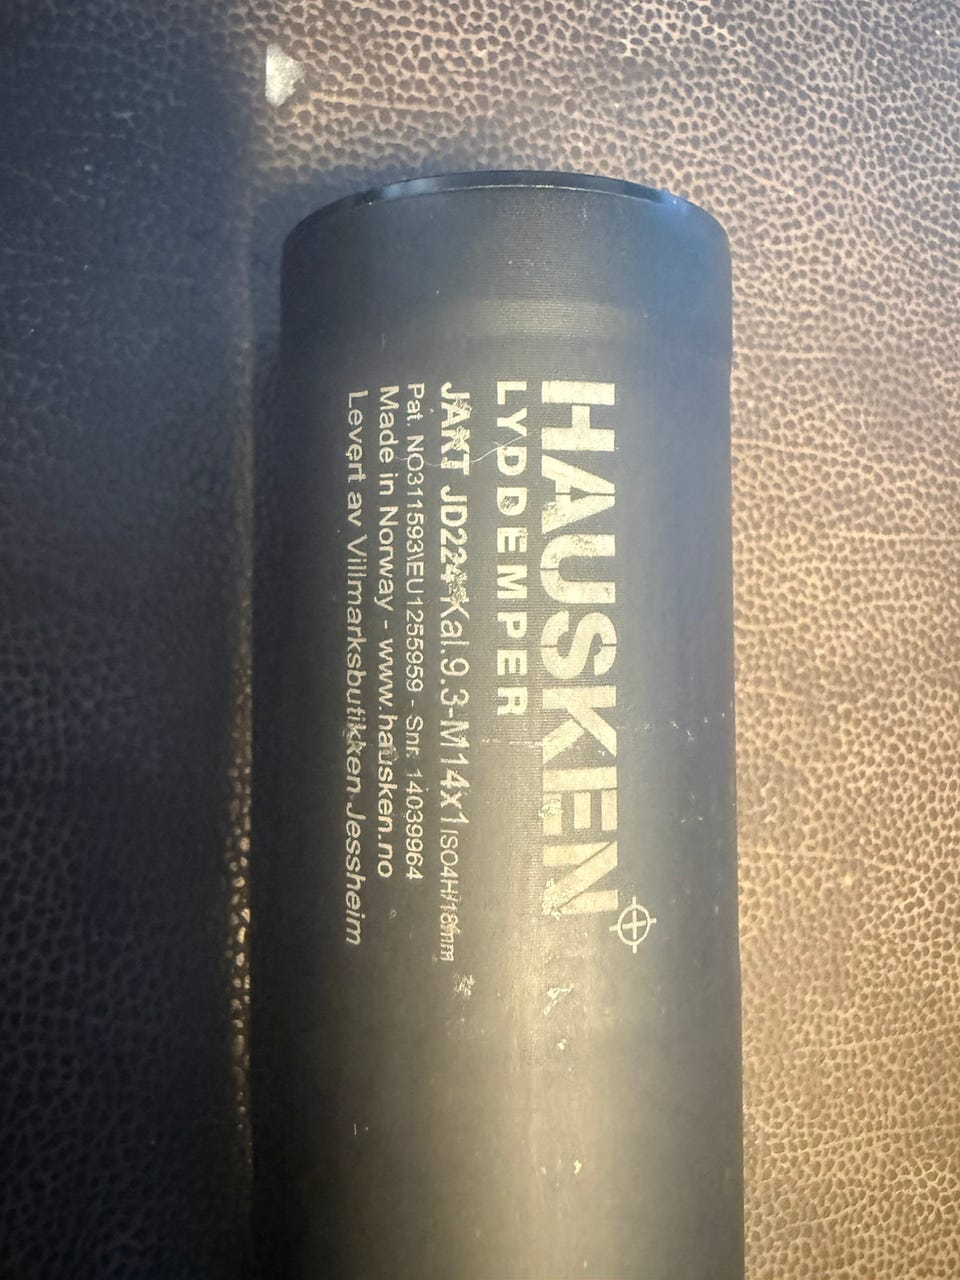 HAUSKEN
LYDDEMPER
JAKT JD224 Kal.9.3-M14x1 ISO4H/18mm
Pat. NO311593\EU1255959 - Snr. 14039964
Made in Norway - www.hausken.no
Levert av Villmarksbutikken Jessheim